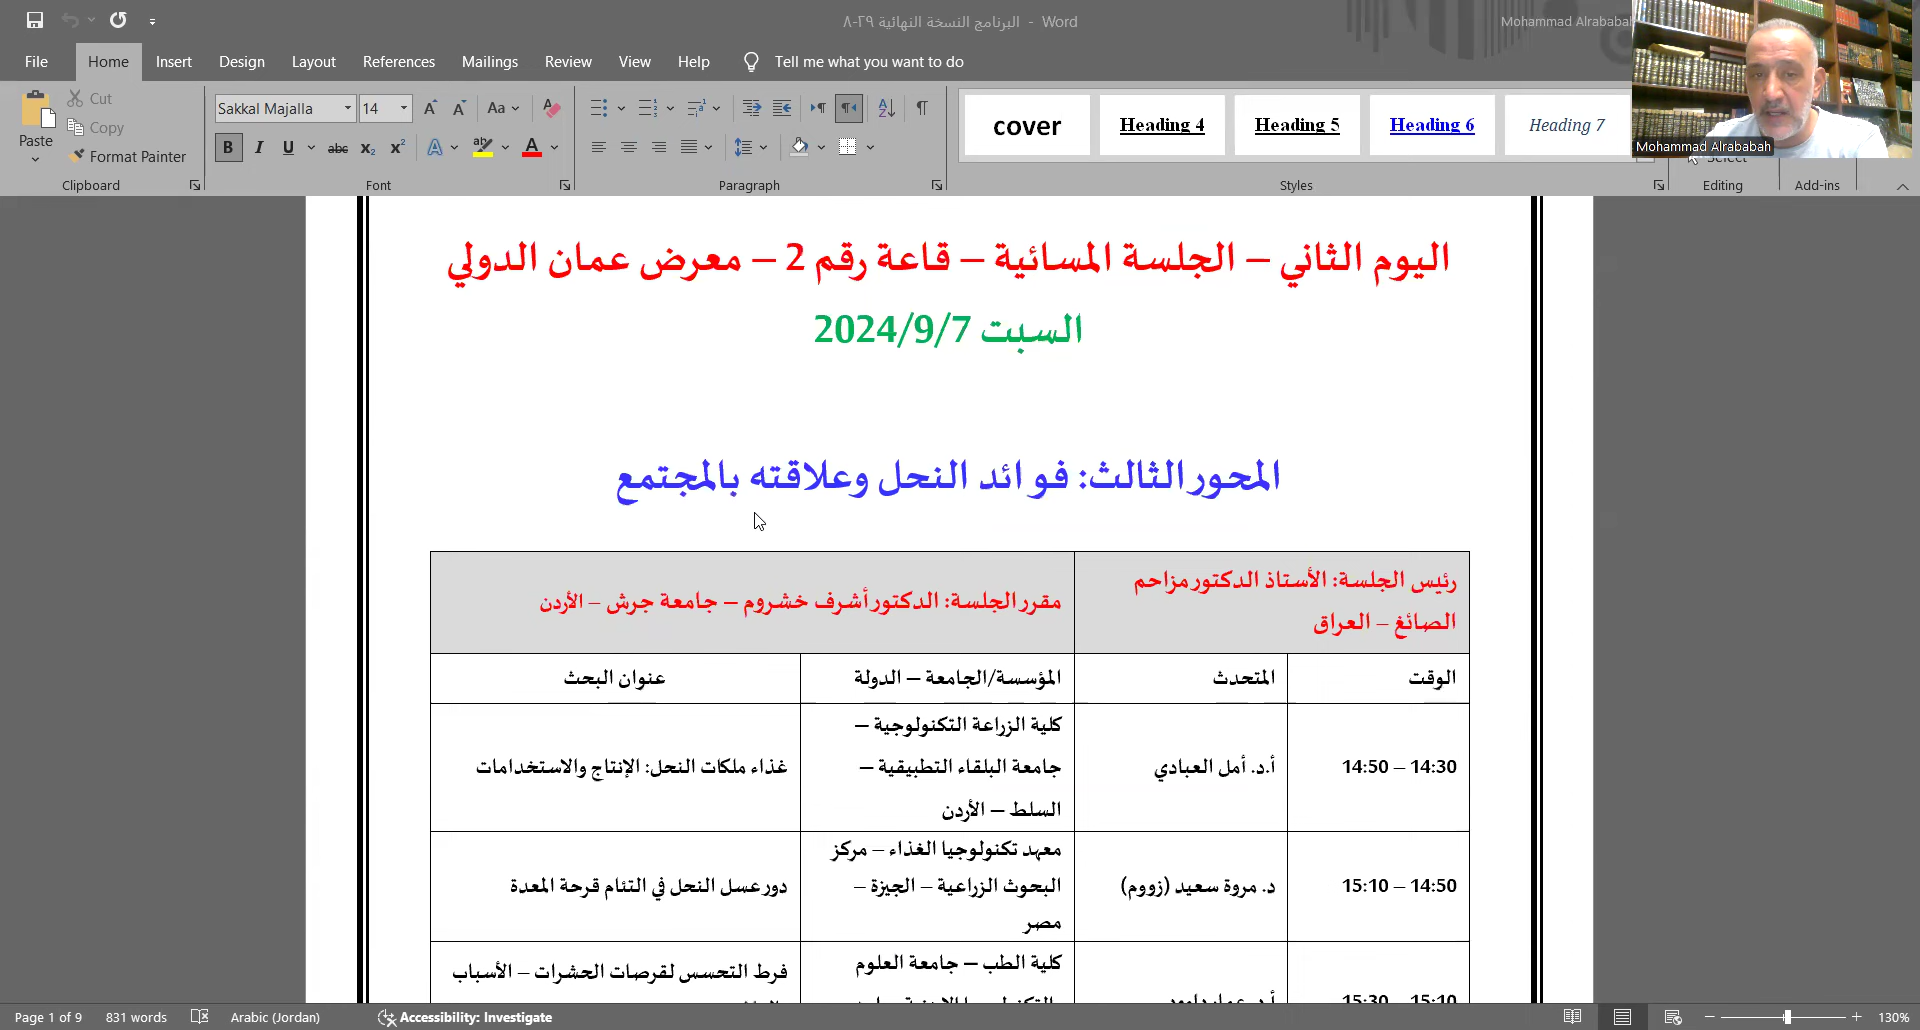 البرنامج النسخة النهائية ٢٩-٨ - Word
Mohammad Alrababah
File Home Insert Design Layout References Mailings Review View Help Tell me what you want to do
Cut
Copy
Format Painter
Paste
Clipboard
Sakkal Majalla 14
Font
Paragraph
cover Heading 4 Heading 5 Heading 6 Heading 7
Styles
Select
Editing
Add-ins
Mohammad Alrababah
اليوم الثاني – الجلسة المسائية – قاعة رقم 2 – معرض عمان الدولي
السبت 2024/9/7
المحور الثالث: فوائد النحل وعلاقته بالمجتمع
رئيس الجلسة: الأستاذ الدكتور مزاحم
الصائغ – العراق
مقرر الجلسة: الدكتور أشرف خشروم – جامعة جرش – الأردن
الوقت المتحدث المؤسسة/الجامعة – الدولة عنوان البحث
14:30 – 14:50
أ.د. أمل العبادي
كلية الزراعة التكنولوجية –
جامعة البلقاء التطبيقية –
السلط – الأردن
غذاء ملكات النحل: الإنتاج والاستخدامات
14:50 – 15:10
د. مروة سعيد (زووم)
معهد تكنولوجيا الغذاء – مركز
البحوث الزراعية – الجيزة –
مصر
دور عسل النحل في التئام قرحة المعدة
15:10 – 15:30
كلية الطب – جامعة العلوم
فرط التحسس لقرصات الحشرات – الأسباب
Page 1 of 9 831 words Arabic (Jordan) Accessibility: Investigate 130%